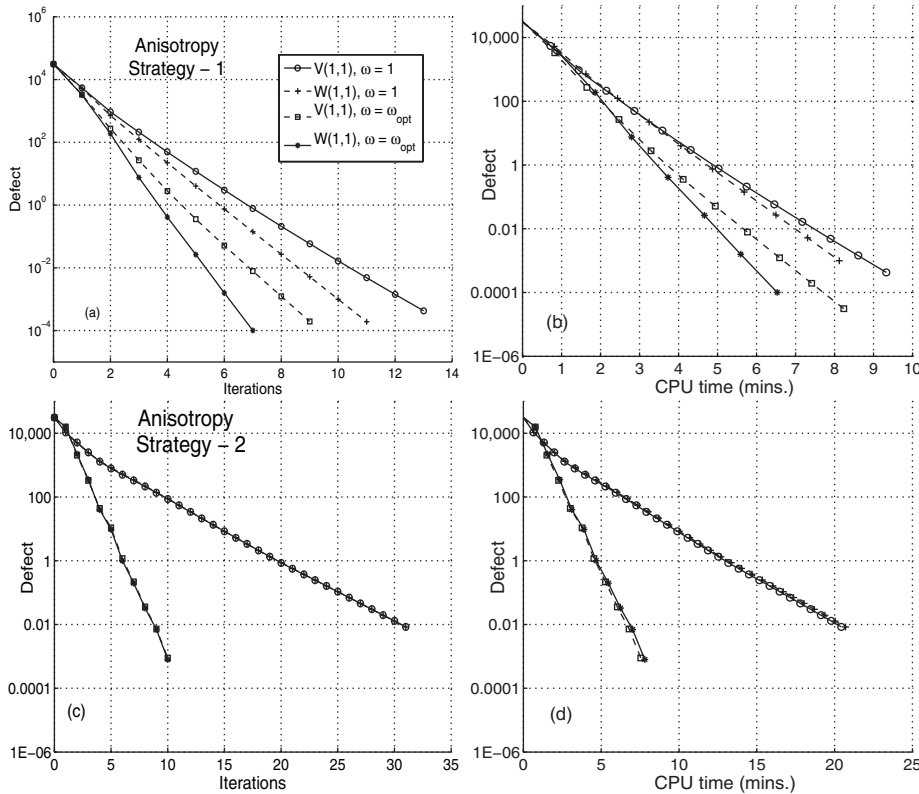 Anisotropy
Strategy – 1
V(1,1), ω = 1
W(1,1), ω = 1
V(1,1), ω = ω_opt
W(1,1), ω = ω_opt
Defect
10^6
10^4
10^2
10^0
10^−2
10^−4
(a)
0 2 4 6 8 10 12 14
Iterations
Defect
10,000
100
1
0.01
0.0001
1E−06
(b)
0 1 2 3 4 5 6 7 8 9 10
CPU time (mins.)
Anisotropy
Strategy – 2
Defect
10,000
100
1
0.01
0.0001
1E−06
(c)
0 5 10 15 20 25 30 35
Iterations
Defect
10,000
100
1
0.01
0.0001
1E−06
(d)
0 5 10 15 20 25
CPU time (mins.)